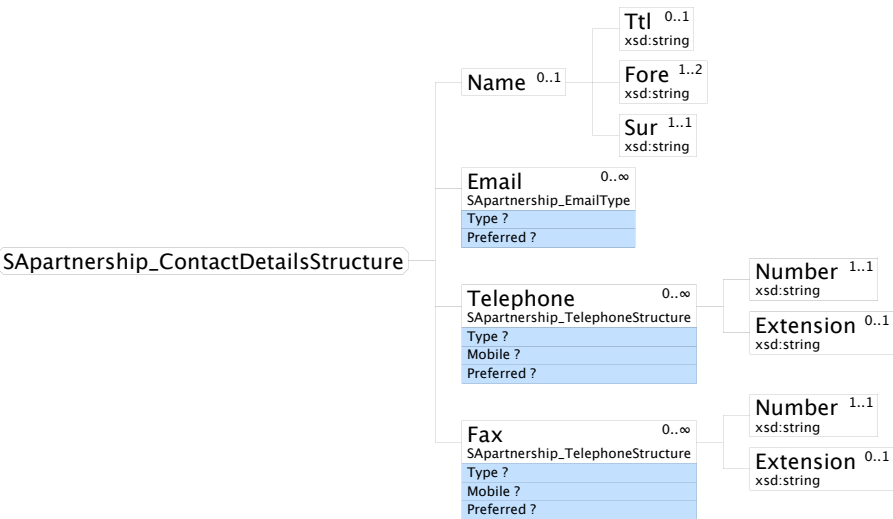 SApartnership_ContactDetailsStructure
Name 0..1
Ttl 0..1
xsd:string
Fore 1..2
xsd:string
Sur 1..1
xsd:string
Email 0..∞
SApartnership_EmailType
Type ?
Preferred ?
Telephone 0..∞
SApartnership_TelephoneStructure
Type ?
Mobile ?
Preferred ?
Number 1..1
xsd:string
Extension 0..1
xsd:string
Fax 0..∞
SApartnership_TelephoneStructure
Type ?
Mobile ?
Preferred ?
Number 1..1
xsd:string
Extension 0..1
xsd:string